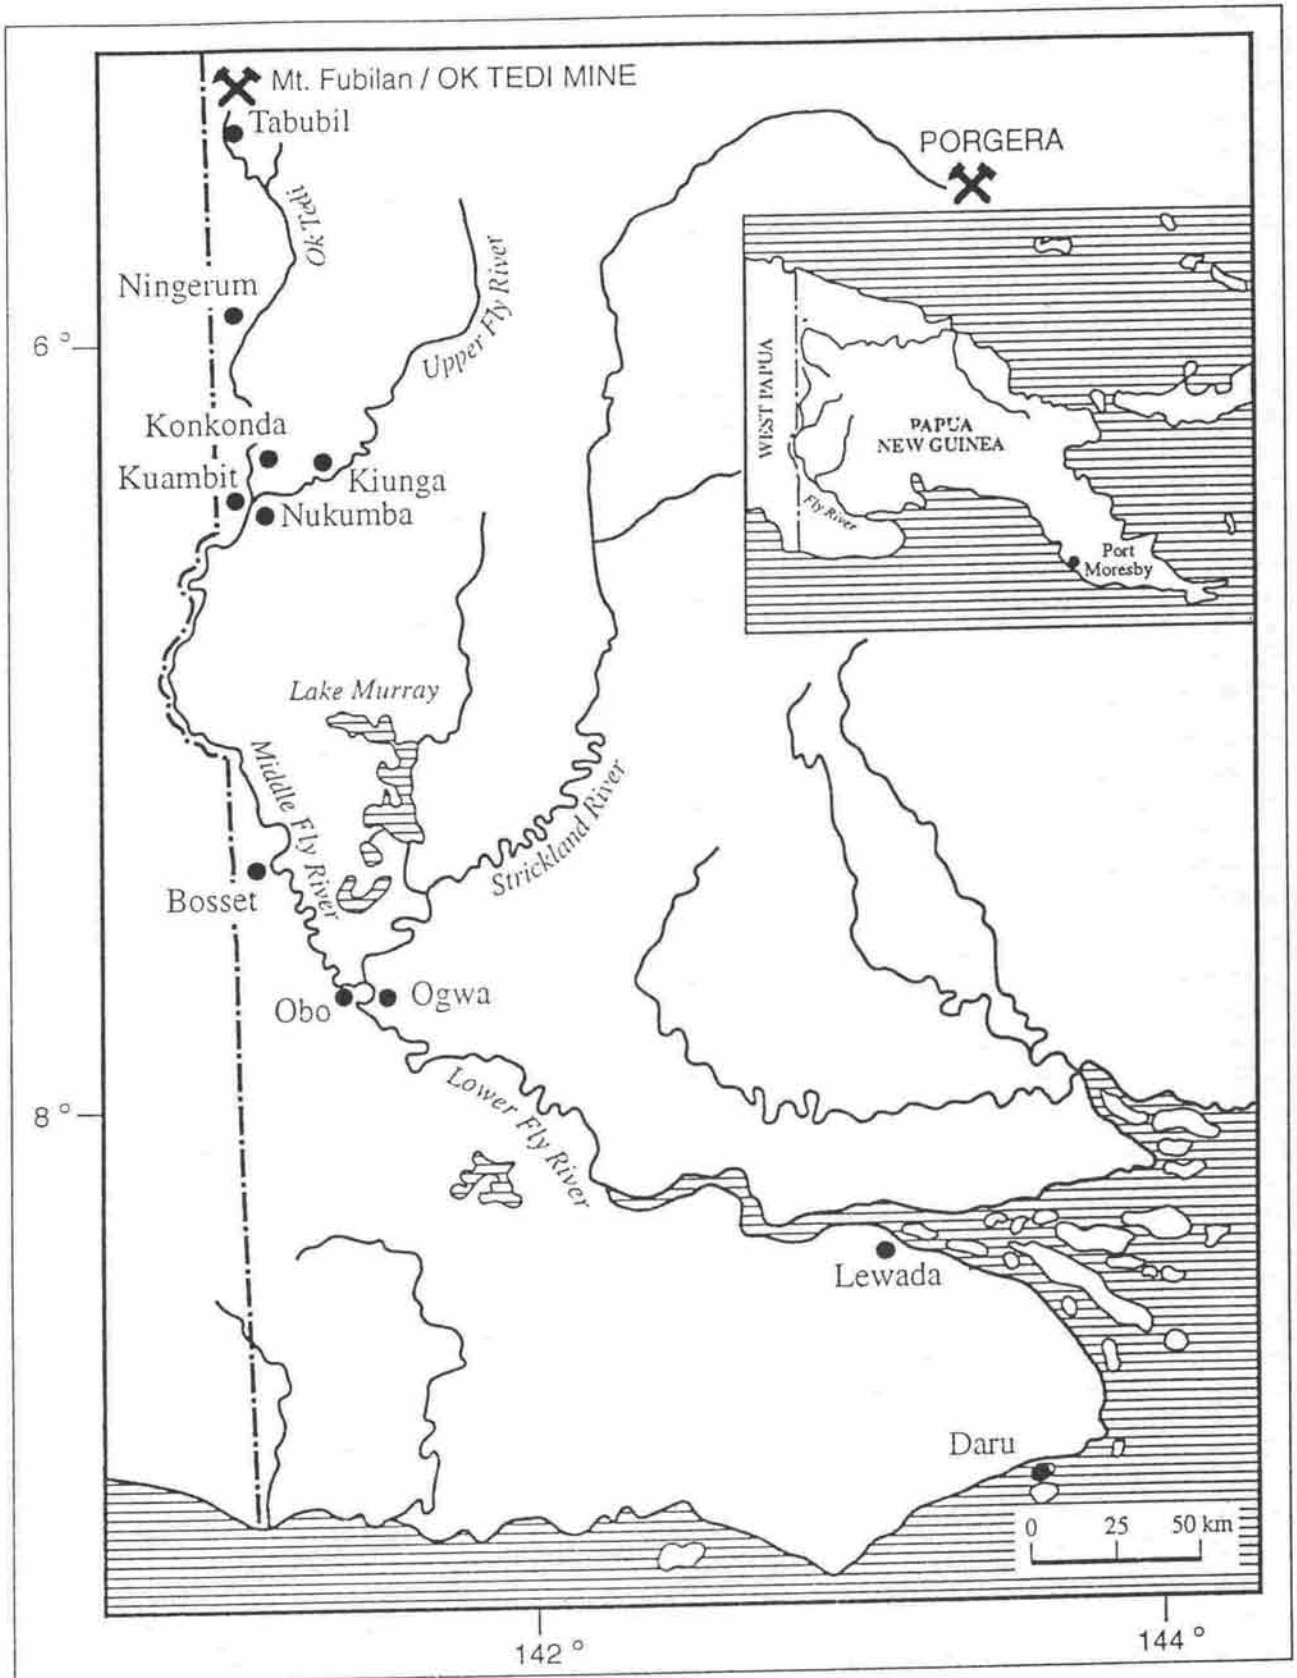 Mt. Fubilan / OK TEDI MINE
Tabubil
PORGERA
Ok Tedi
Ningerum
Upper Fly River
6°
WEST PAPUA
PAPUA
NEW GUINEA
Konkonda
Kuambit
Kiunga
Nukumba
Fly River
Port
Moresby
Lake Murray
Middle Fly River
Strickland River
Bosset
Obo
Ogwa
Lower Fly River
8°
Lewada
Daru
0 25 50 km
142°
144°